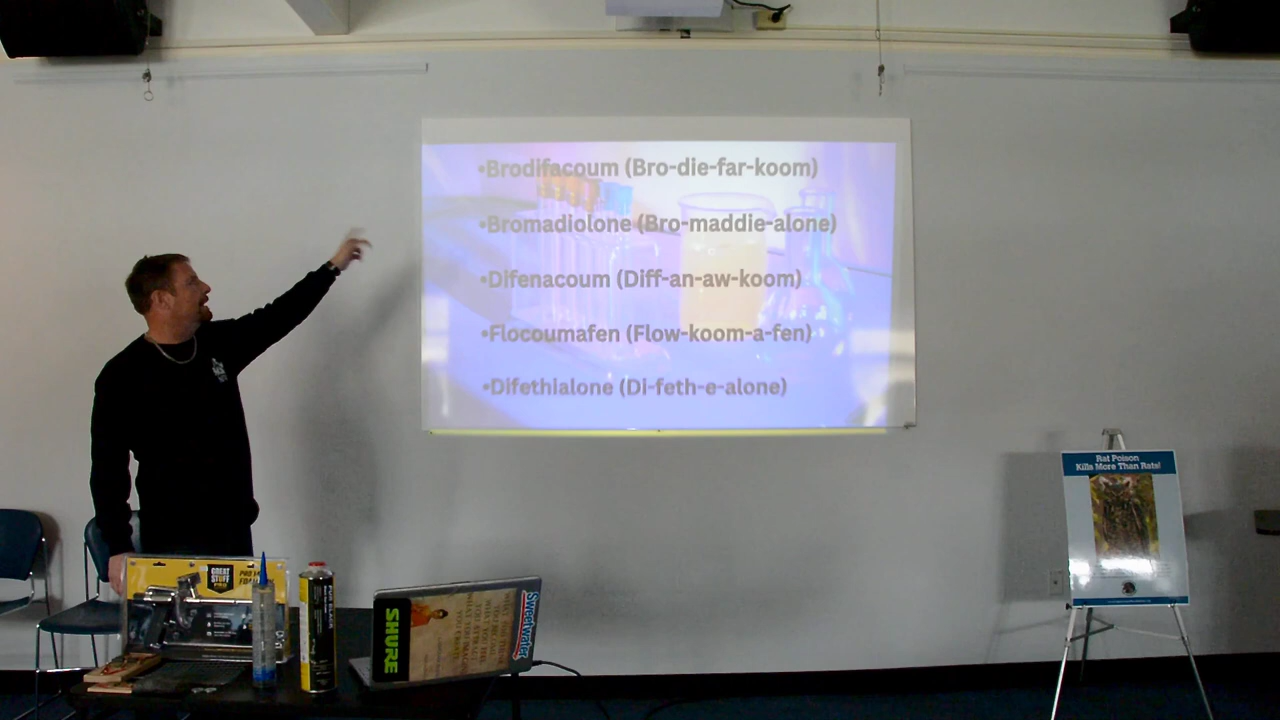 •Brodifacoum (Bro-die-far-koom)
•Bromadiolone (Bro-maddie-alone)
•Difenacoum (Diff-an-aw-koom)
•Flocoumafen (Flow-koom-a-fen)
•Difethialone (Di-feth-e-alone)
Rat Poison
Kills More Than Rats!
GREAT
STUFF
PRO
SHURE
Sweetwater